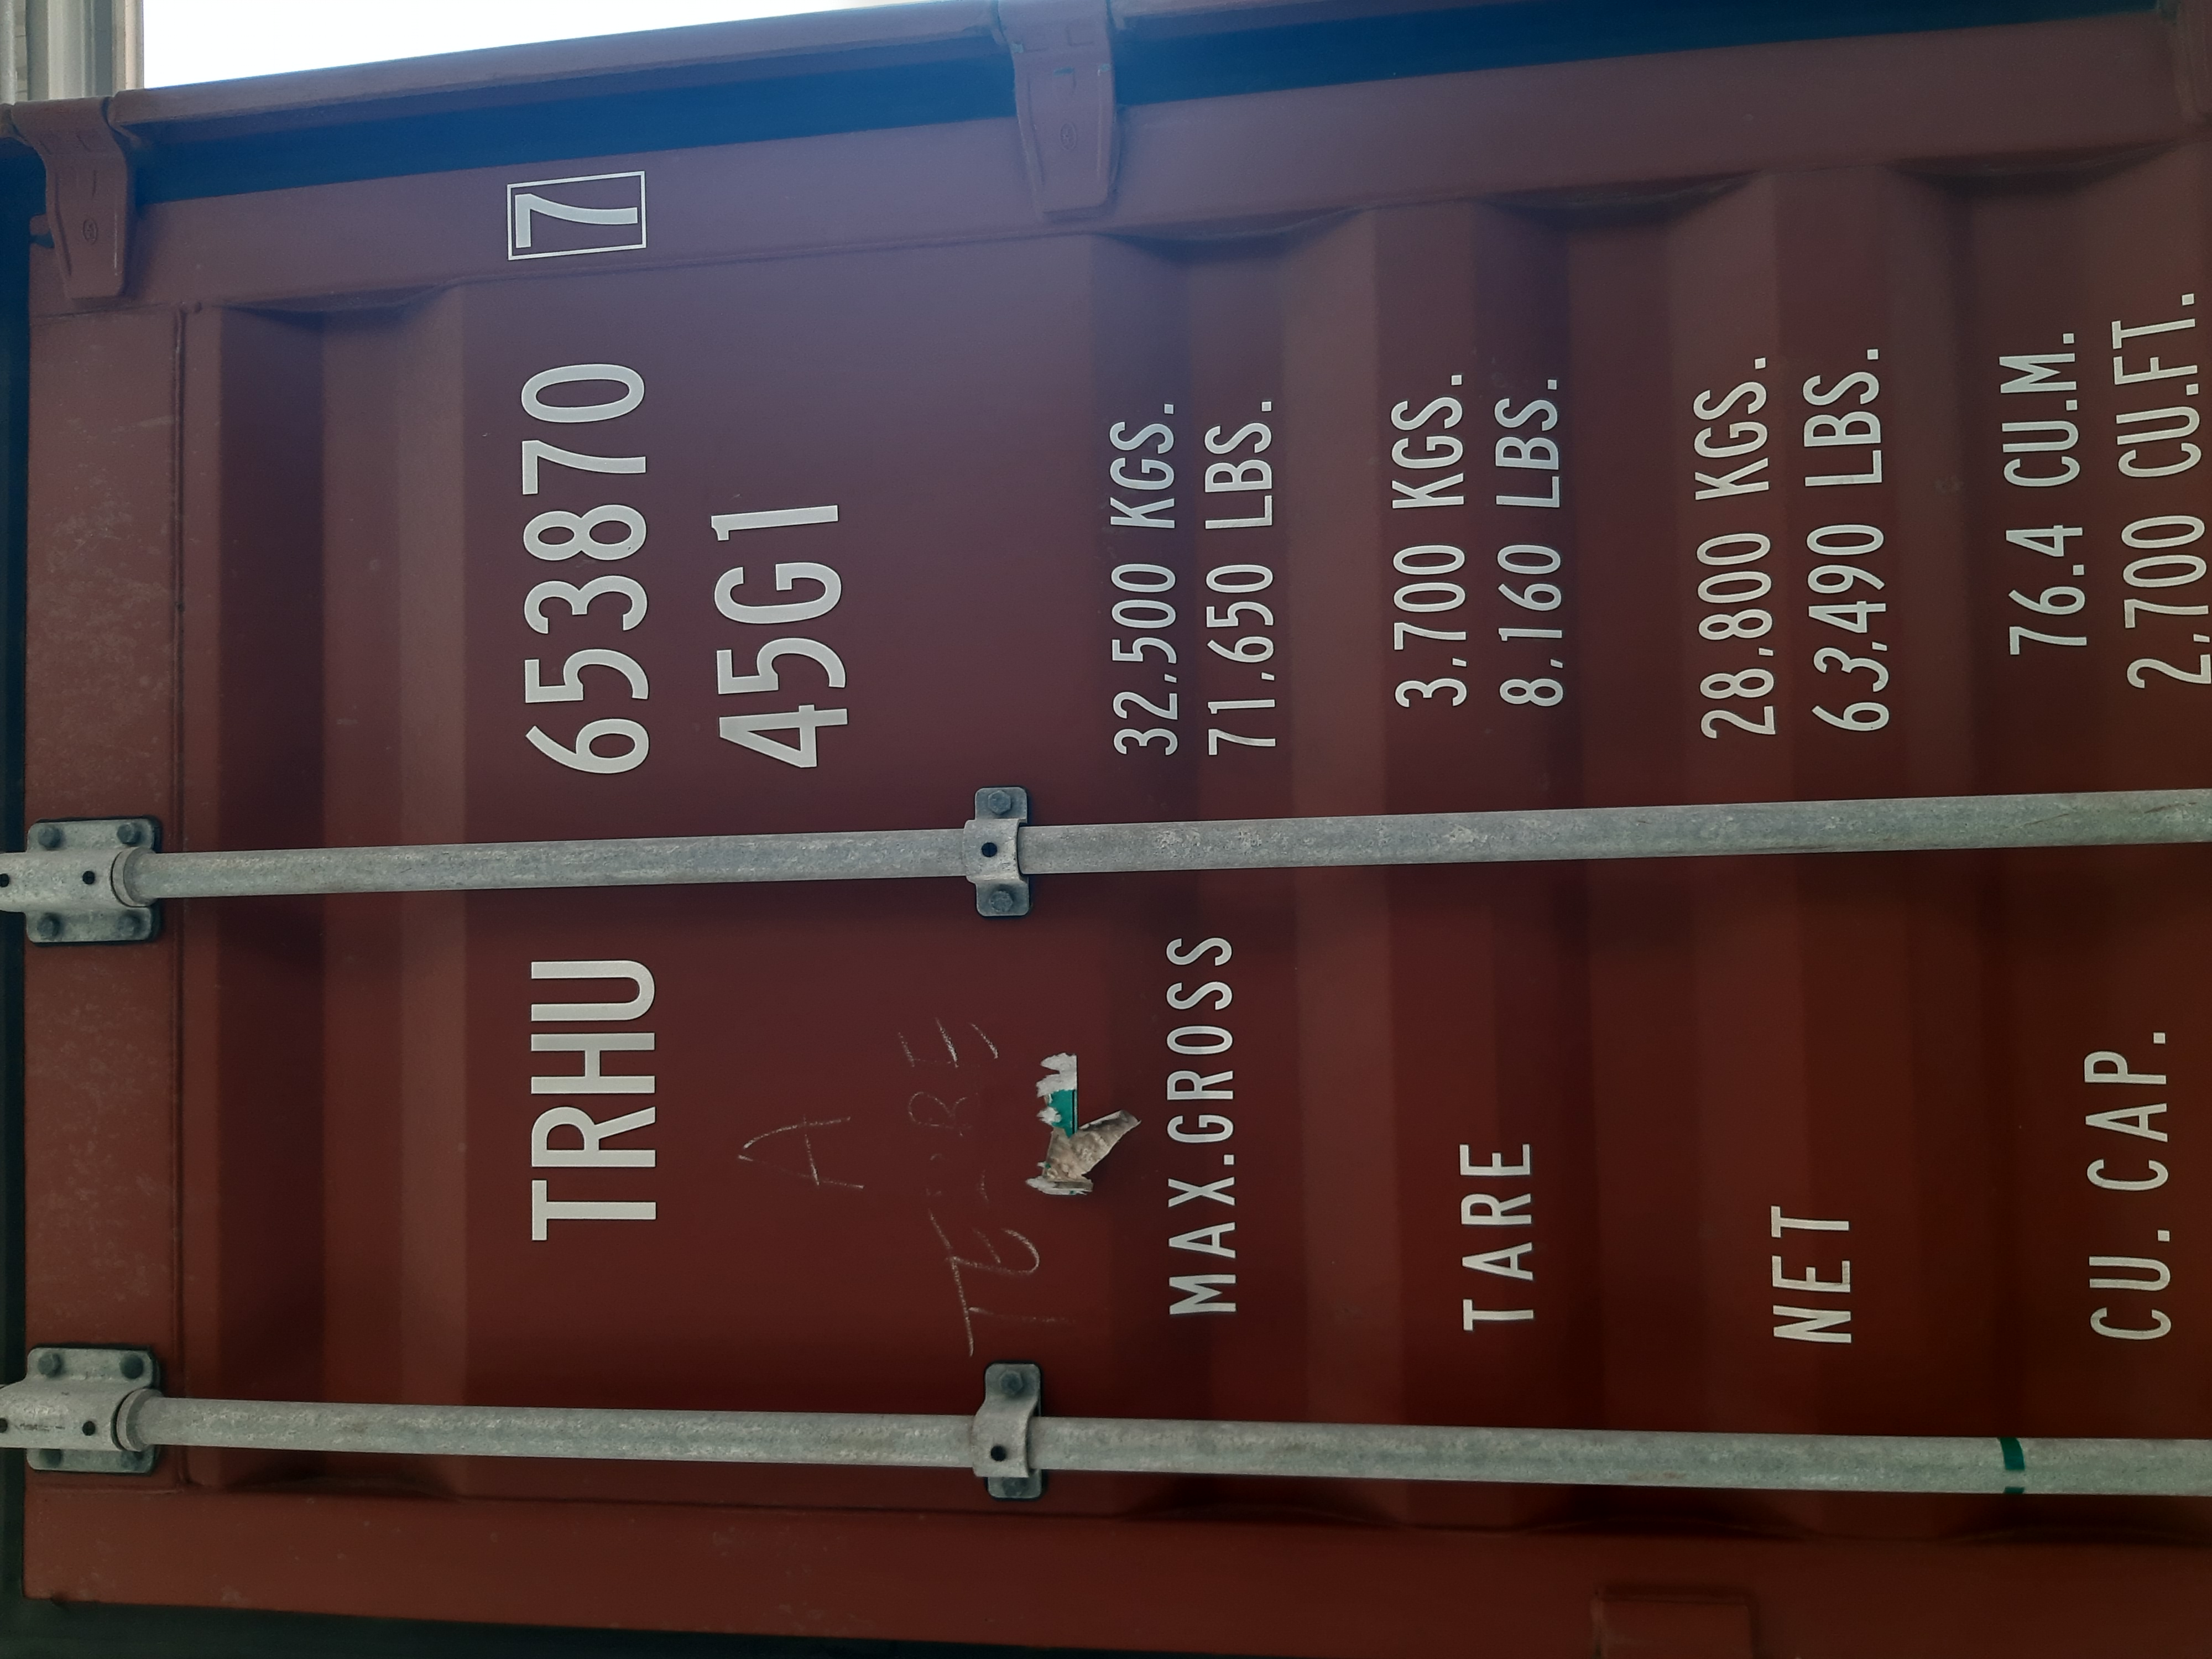 TRHU 653870 7
45G1
A
MAX.GROSS 32,500 KGS.
71,650 LBS.
TARE 3,700 KGS.
8,160 LBS.
NET 28,800 KGS.
63,490 LBS.
CU. CAP. 76.4 CU.M.
2,700 CU.FT.